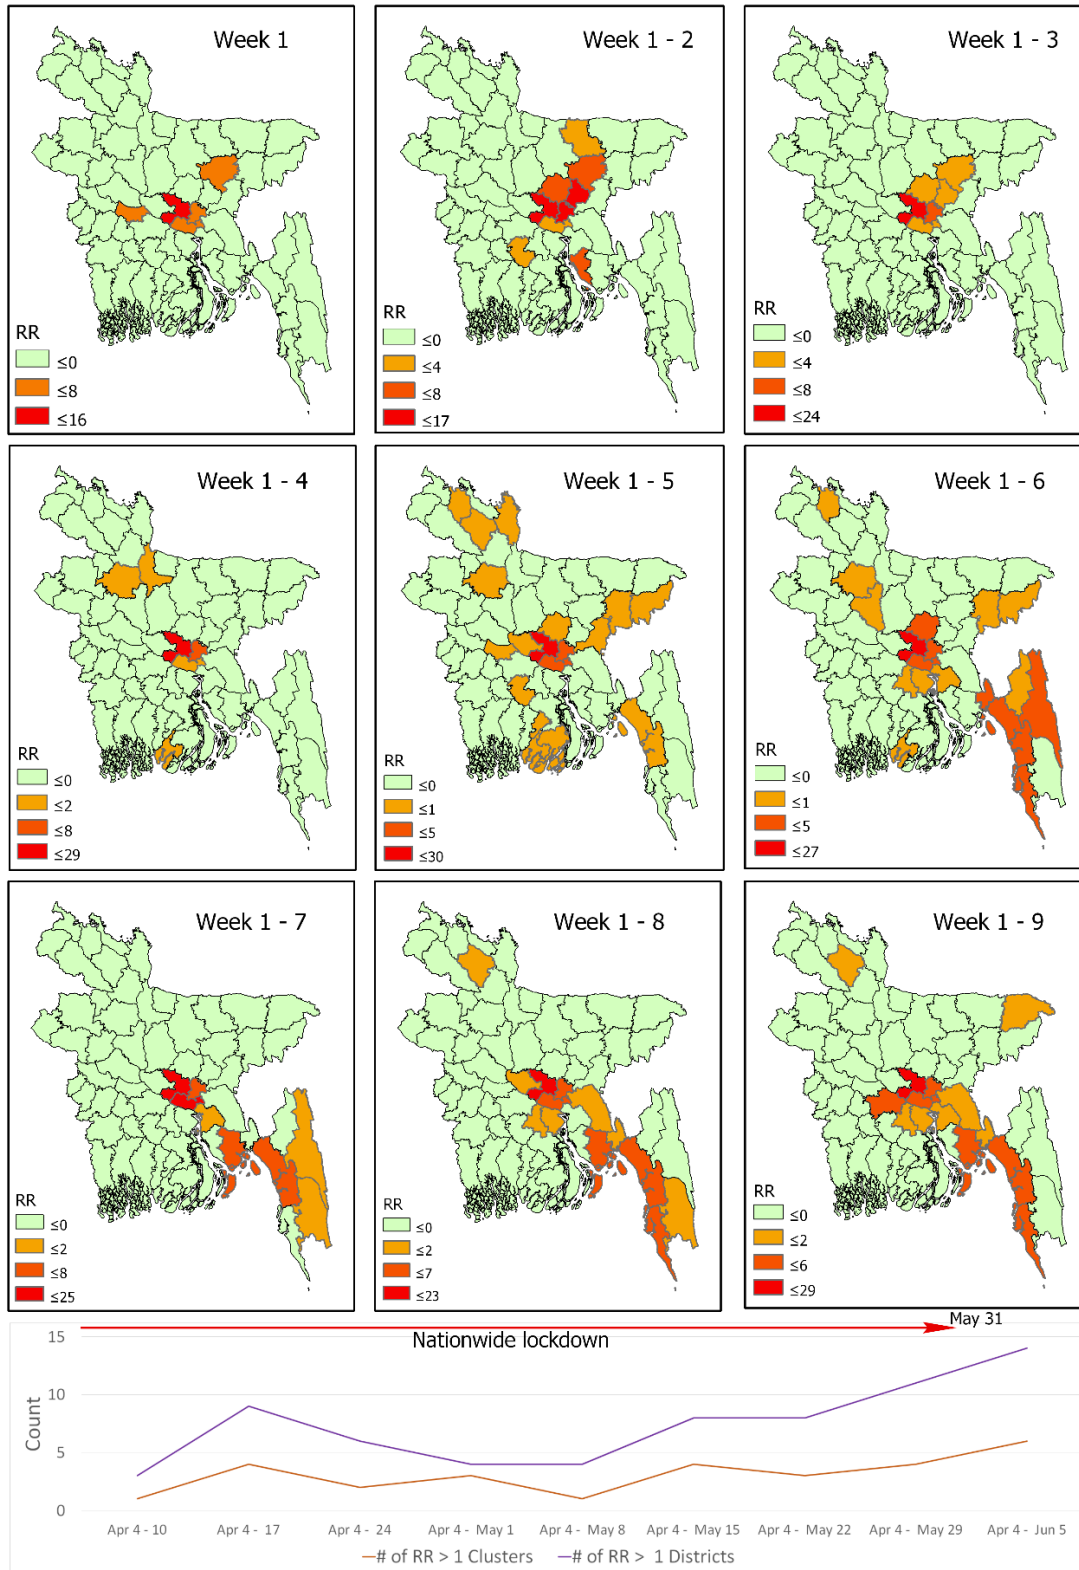 Week 1
RR
≤0
≤8
≤16
Week 1 - 2
RR
≤0
≤4
≤8
≤17
Week 1 - 3
RR
≤0
≤4
≤8
≤24
Week 1 - 4
RR
≤0
≤2
≤8
≤29
Week 1 - 5
RR
≤0
≤1
≤5
≤30
Week 1 - 6
RR
≤0
≤1
≤5
≤27
Week 1 - 7
RR
≤0
≤2
≤8
≤25
Week 1 - 8
RR
≤0
≤2
≤7
≤23
Week 1 - 9
RR
≤0
≤2
≤6
≤29
May 31
Nationwide lockdown
15
10
5
0
Count
Apr 4 - 10 Apr 4 - 17 Apr 4 - 24 Apr 4 - May 1 Apr 4 - May 8 Apr 4 - May 15 Apr 4 - May 22 Apr 4 - May 29 Apr 4 - Jun 5
# of RR > 1 Clusters # of RR > 1 Districts